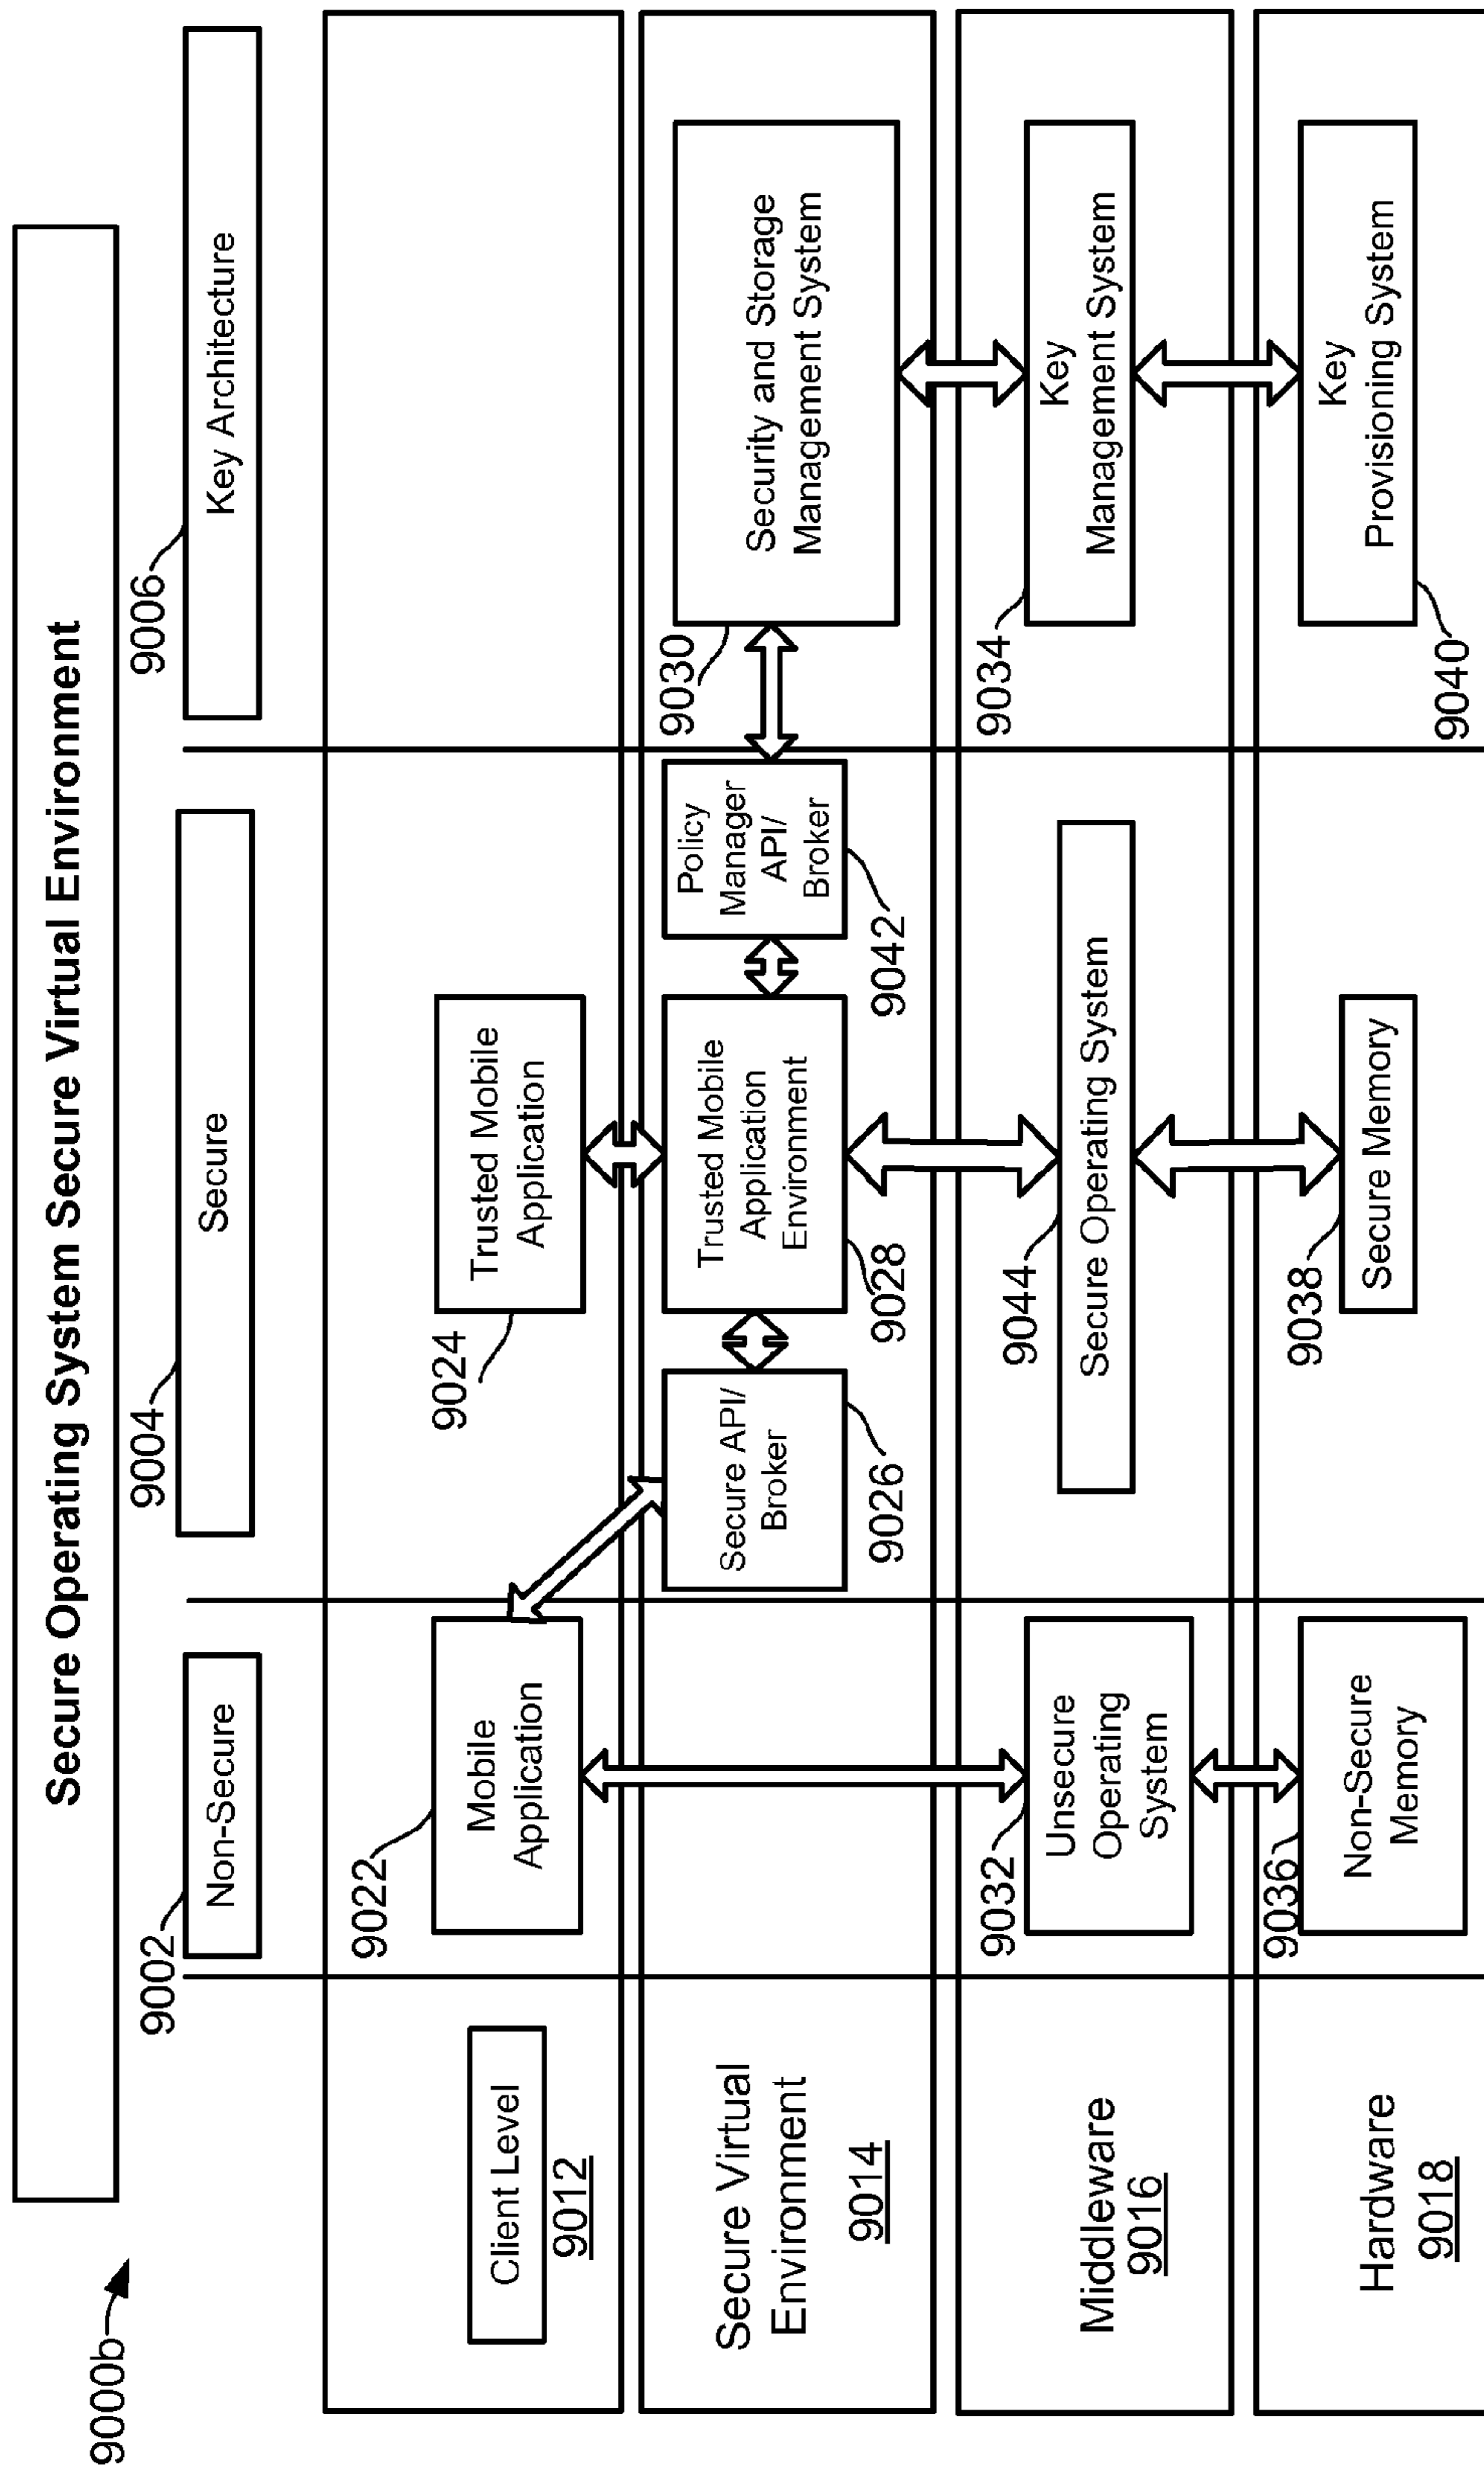 Secure Operating System Secure Virtual Environment
9000b
9002
9004
9006
Non-Secure
Secure
Key Architecture
Client Level
9012
9022
Mobile
Application
9024
Trusted Mobile
Application
Secure Virtual
Environment
9014
Secure API/
Broker
9026
Trusted Mobile
Application
Environment
9028
Policy
Manager
API/
Broker
9042
9030
Security and Storage
Management System
Middleware
9016
9032
Unsecure
Operating
System
9044
Secure Operating System
9034
Key
Management System
Hardware
9018
9036
Non-Secure
Memory
9038
Secure Memory
Key
Provisioning System
9040